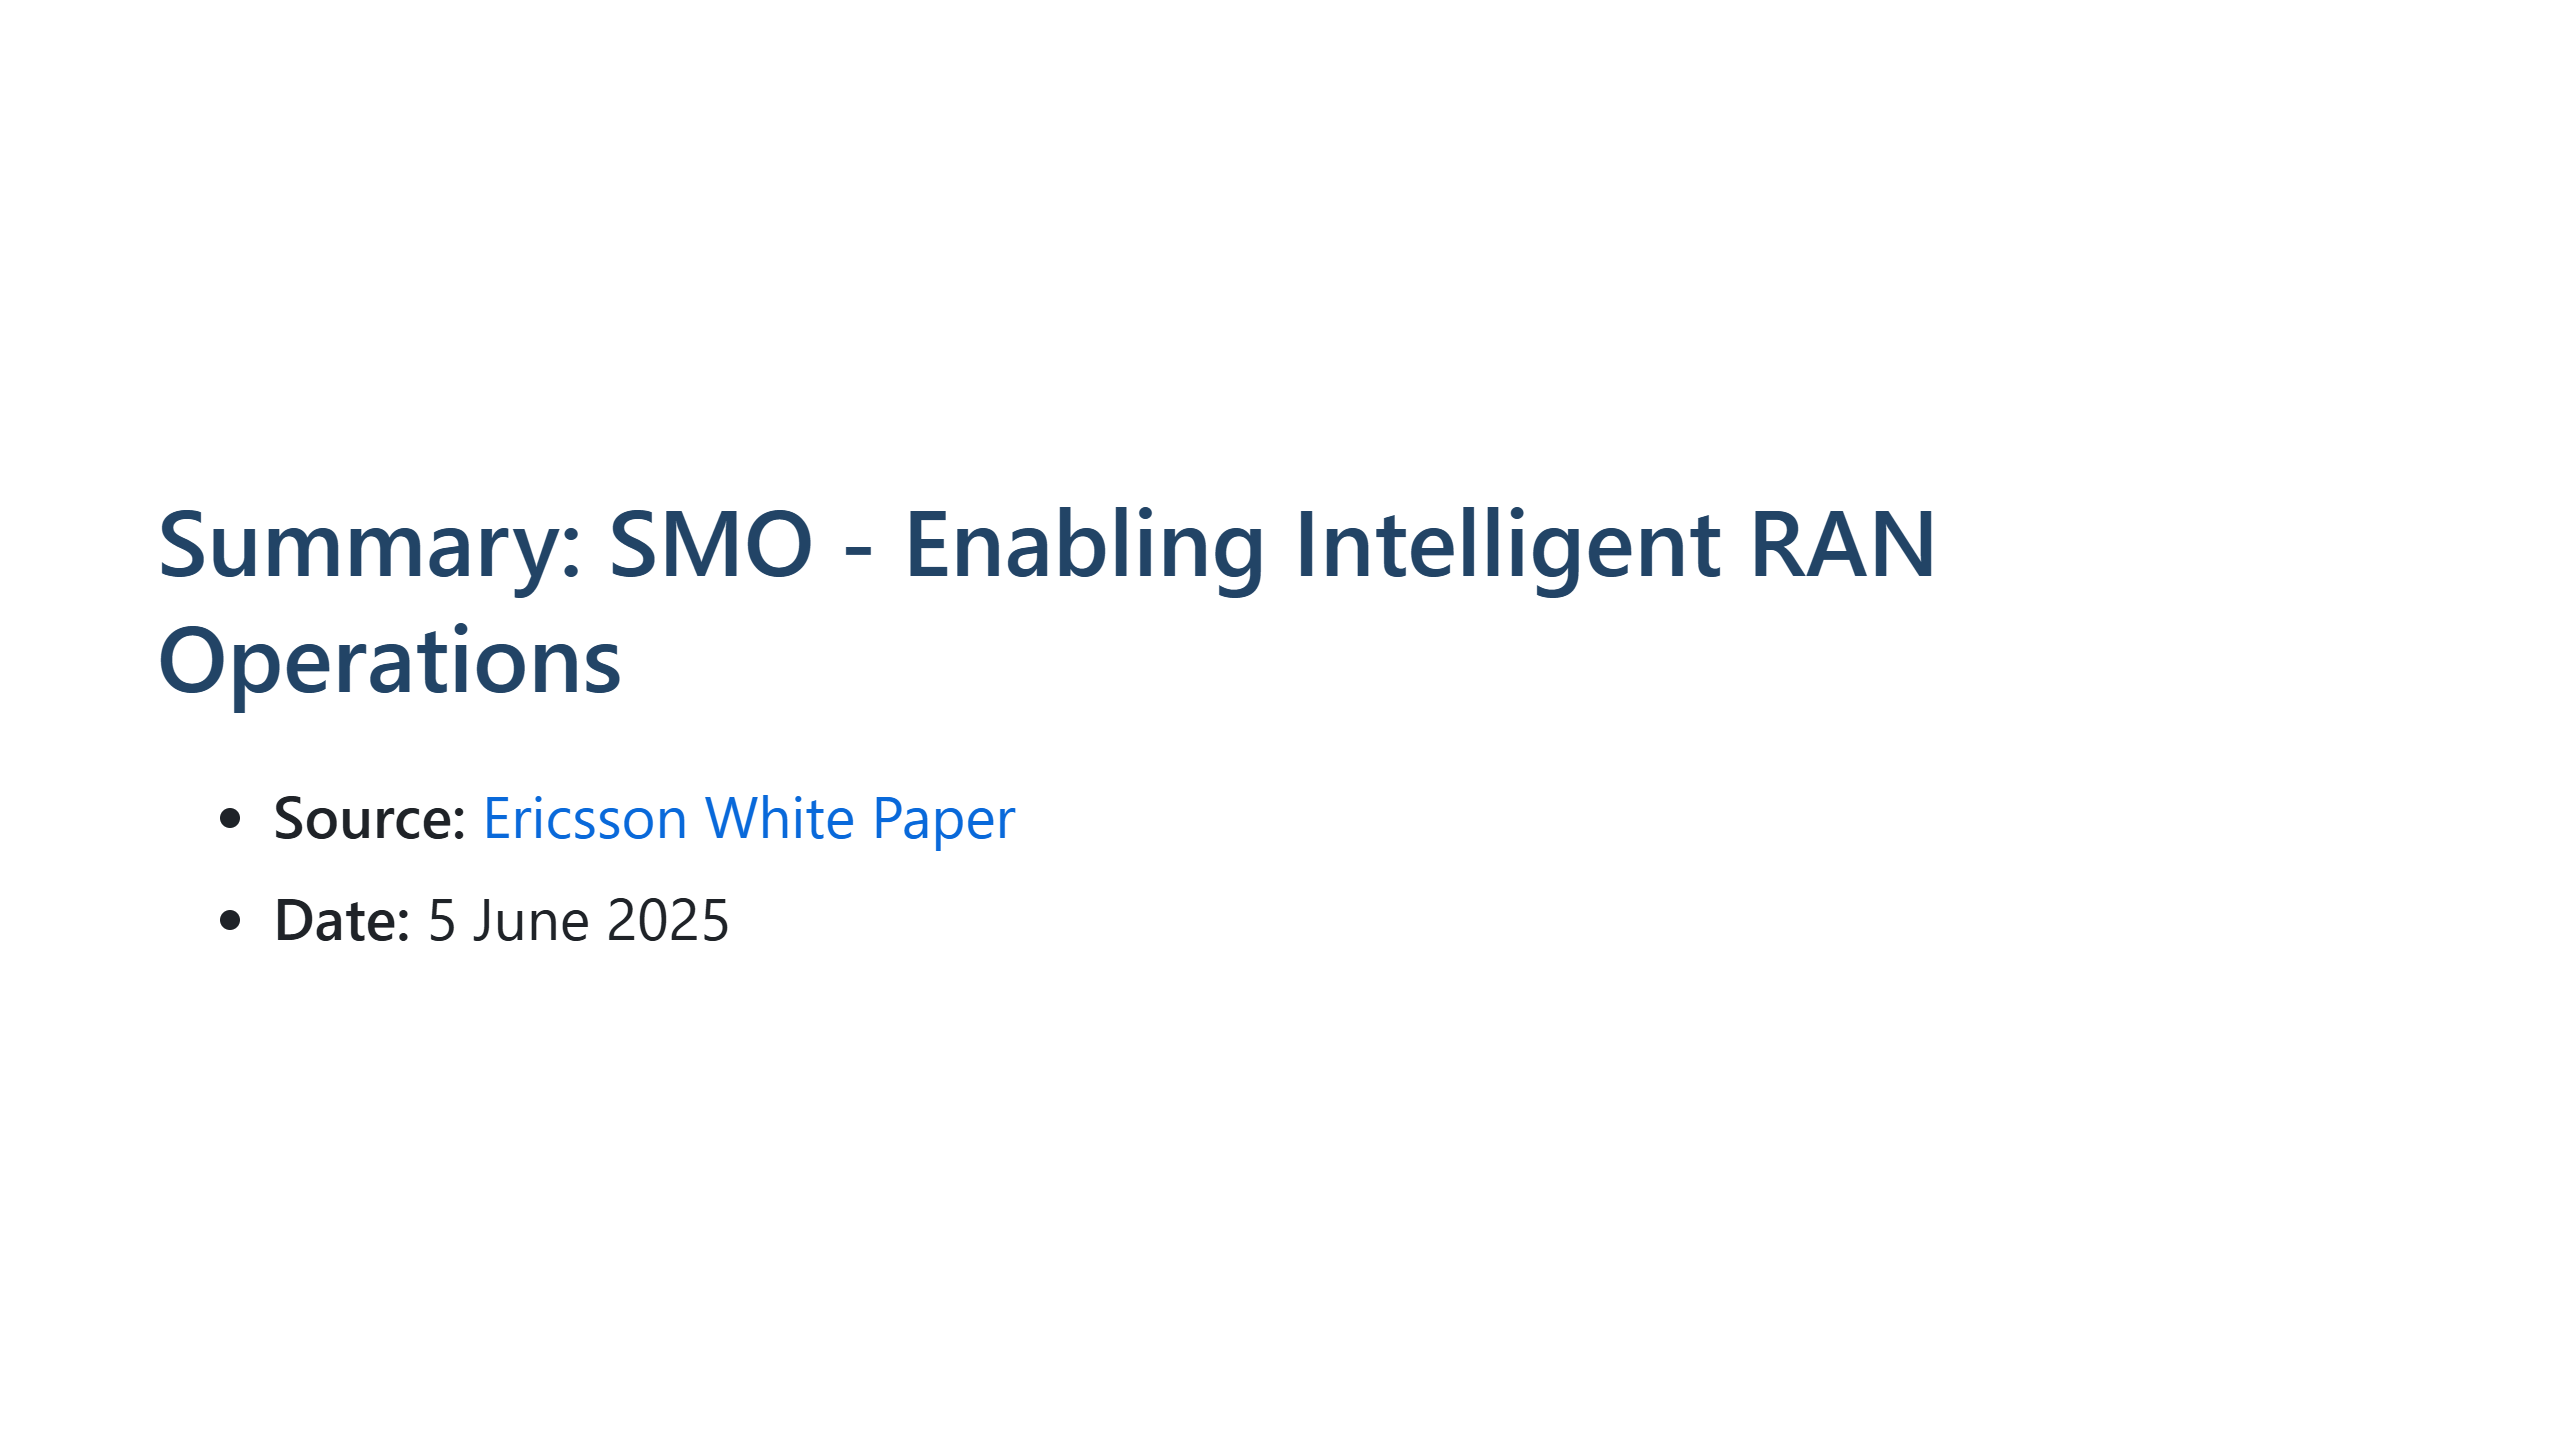 Summary: SMO - Enabling Intelligent RAN
Operations
• Source: Ericsson White Paper
• Date: 5 June 2025